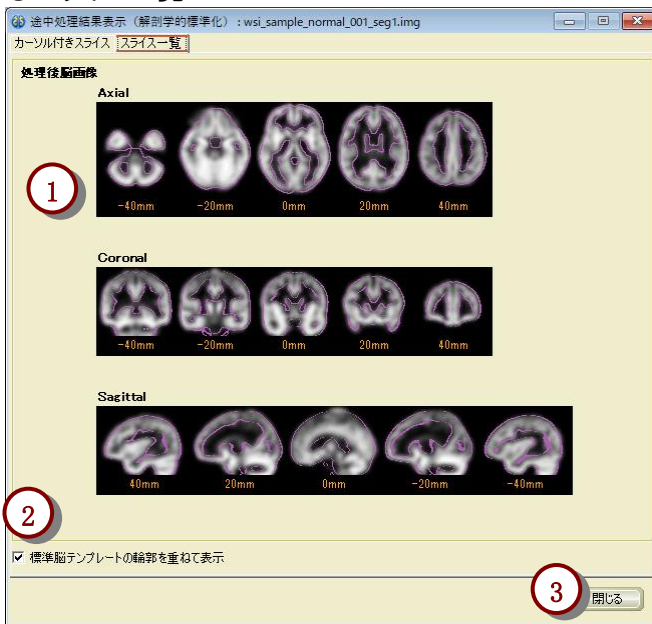 途中処理結果表示（解剖学的標準化）：wsi_sample_normal_001_seg1.img
カーソル付きスライス スライス一覧
処理後脳画像
Axial
1
-40mm -20mm 0mm 20mm 40mm
Coronal
-40mm -20mm 0mm 20mm 40mm
Sagittal
40mm 20mm 0mm -20mm -40mm
2
標準脳テンプレートの輪郭を重ねて表示
3 閉じる